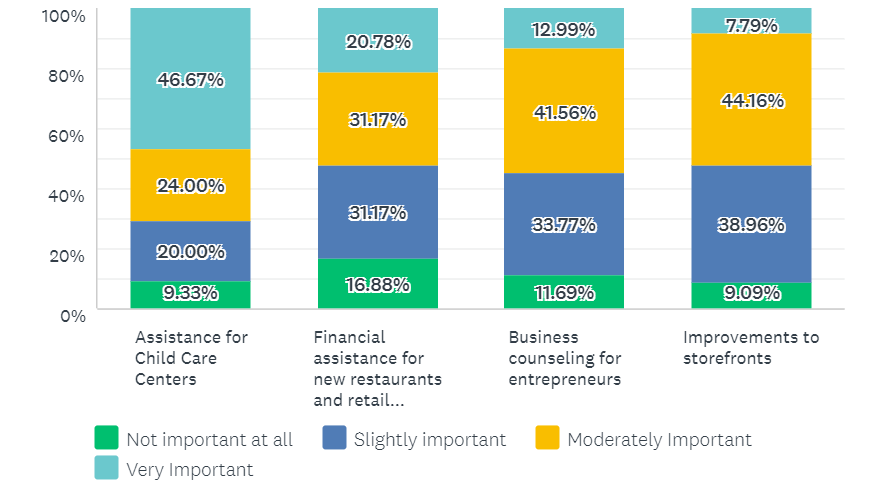 100%
80%
60%
40%
20%
0%
46.67%
24.00%
20.00%
9.33%
20.78%
31.17%
31.17%
16.88%
12.99%
41.56%
33.77%
11.69%
7.79%
44.16%
38.96%
9.09%
Assistance for
Child Care
Centers
Financial
assistance for
new restaurants
and retail...
Business
counseling for
entrepreneurs
Improvements to
storefronts
Not important at all
Slightly important
Moderately Important
Very Important